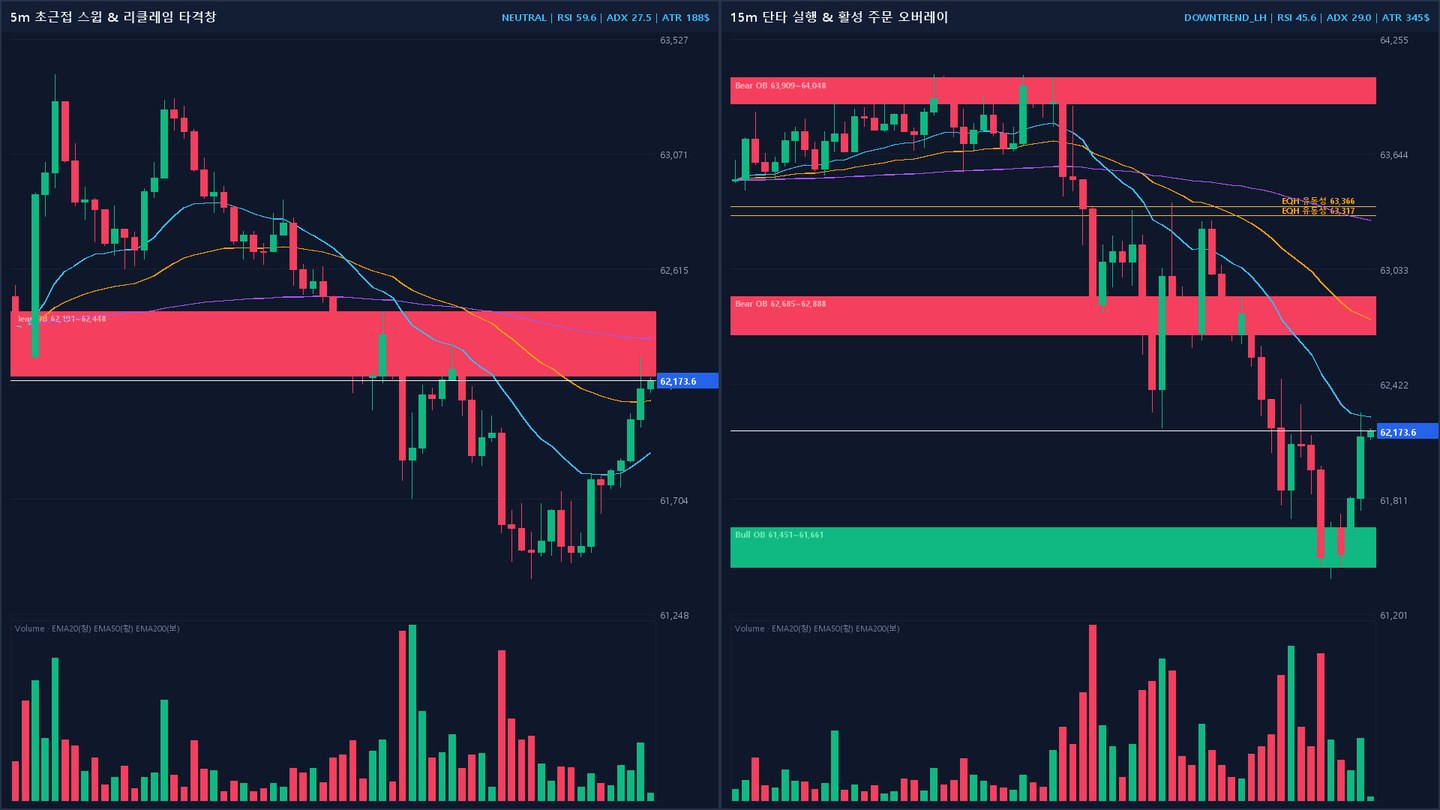 5m 초근접 스윕 & 리클레임 타격창
NEUTRAL | RSI 59.6 | ADX 27.5 | ATR 188$
63,527
63,071
62,615
Bear OB 62,191~62,448
62,173.6
61,704
61,248
Volume · EMA20(청) EMA50(황) EMA200(보)
15m 단타 실행 & 활성 주문 오버레이
DOWNTREND_LH | RSI 45.6 | ADX 29.0 | ATR 345$
64,255
Bear OB 63,909~64,048
63,644
EQH 유동성 63,366
EQH 유동성 63,317
63,033
Bear OB 62,685~62,888
62,422
62,173.6
61,811
Bull OB 61,451~61,661
61,201
Volume · EMA20(청) EMA50(황) EMA200(보)